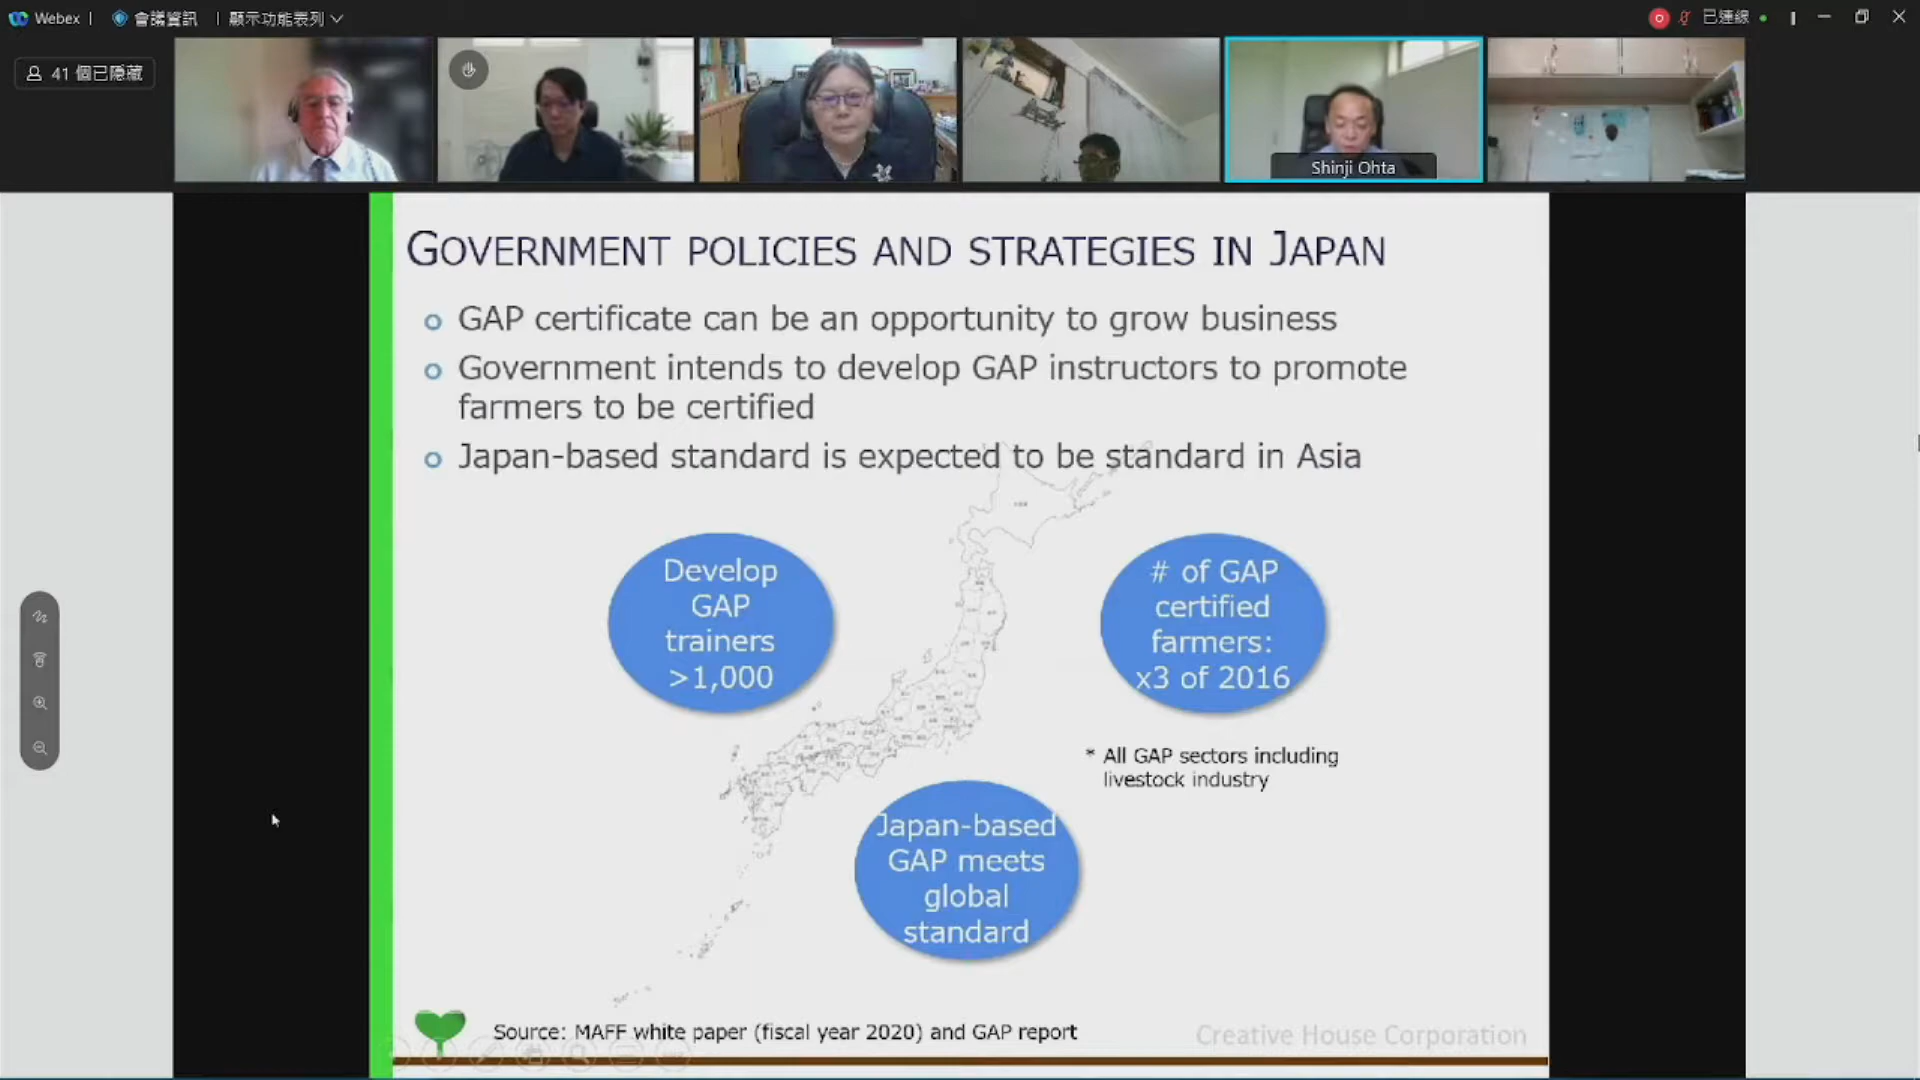 Webex
會議資訊
顯示功能表列
已連線
41 個已隱藏
Shinji Ohta
GOVERNMENT POLICIES AND STRATEGIES IN JAPAN
GAP certificate can be an opportunity to grow business
Government intends to develop GAP instructors to promote
farmers to be certified
Japan-based standard is expected to be standard in Asia
Develop
GAP
trainers
>1,000
# of GAP
certified
farmers:
x3 of 2016
* All GAP sectors including
livestock industry
Japan-based
GAP meets
global
standard
Source: MAFF white paper (fiscal year 2020) and GAP report
Creative House Corporation